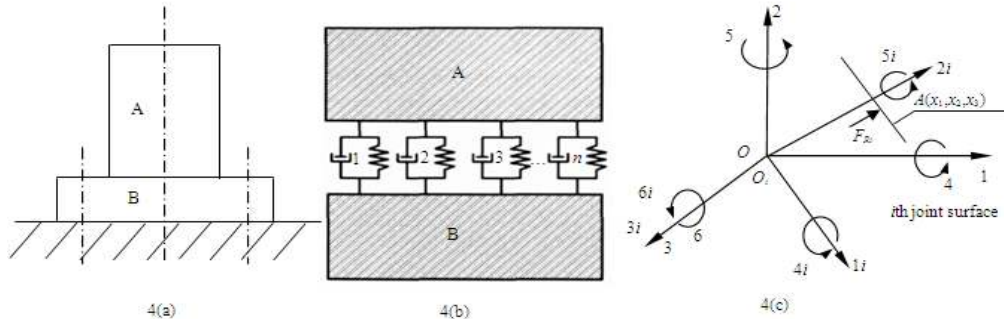 A
B
4(a)
A
1
2
3
...
n
B
4(b)
2
5
5i
2i
A(x₁,x₂,x₃)
O
Oᵢ
4
1
6i
3i
6
3
ith joint surface
4i
1i
4(c)